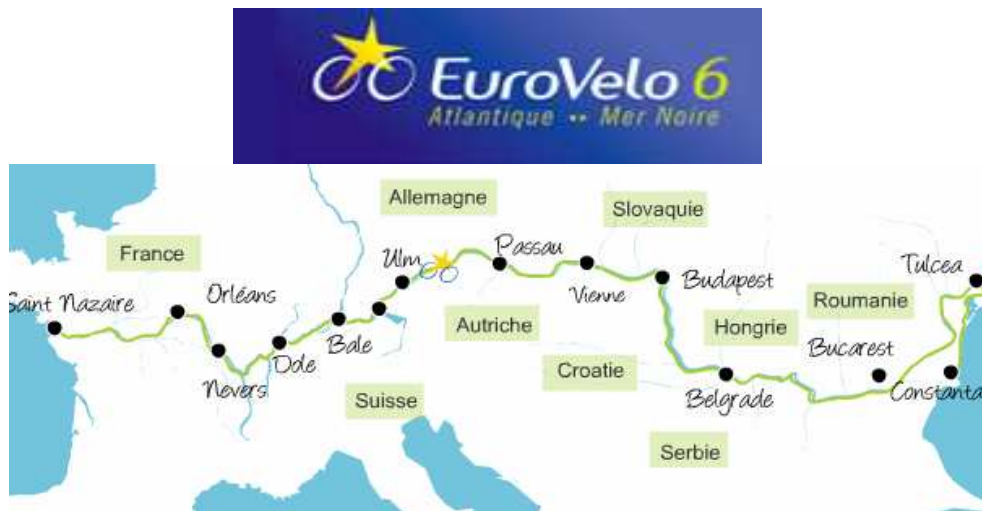 EuroVelo 6
Atlantique •• Mer Noire
Allemagne
Slovaquie
France
Ulm
Passau
Tulcea
Saint Nazaire
Orléans
Vienne
Budapest
Roumanie
Autriche
Hongrie
Bale
Dole
Bucarest
Croatie
Nevers
Suisse
Belgrade
Constanta
Serbie